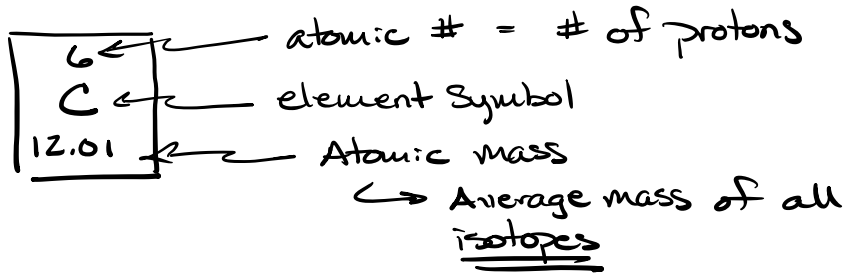 6 atomic # = # of protons
C element Symbol
12.01 Atomic mass
Average mass of all
isotopes